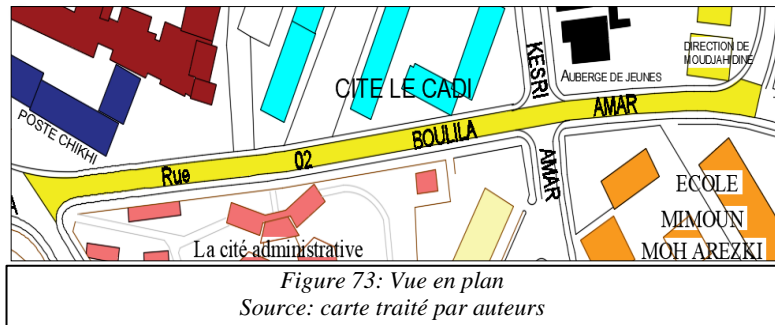 KESRI
AUBERGE DE JEUNES
DIRECTION DE
MOUDJAHIDINE
CITE LE CADI
POSTE CHIKHI
Rue 02 BOULILA AMAR
AMAR
ECOLE
MIMOUN
MOH AREZKI
La cité administrative
A
Figure 73: Vue en plan
Source: carte traité par auteurs